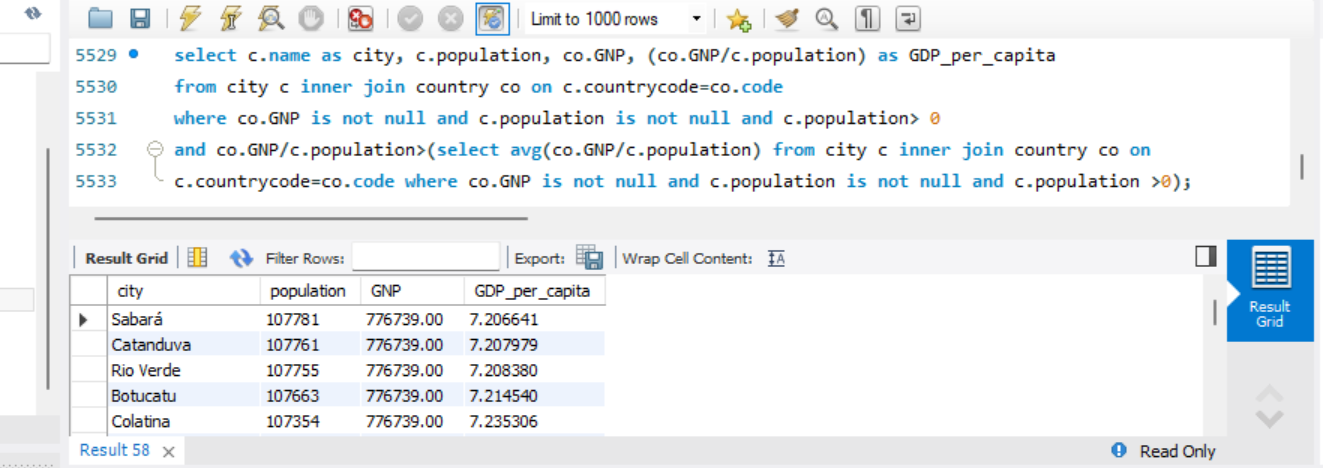 Limit to 1000 rows
5529 select c.name as city, c.population, co.GNP, (co.GNP/c.population) as GDP_per_capita
5530 from city c inner join country co on c.countrycode=co.code
5531 where co.GNP is not null and c.population is not null and c.population> 0
5532 and co.GNP/c.population>(select avg(co.GNP/c.population) from city c inner join country co on
5533 c.countrycode=co.code where co.GNP is not null and c.population is not null and c.population >0);
Result Grid Filter Rows: Export: Wrap Cell Content: IA
city population GNP GDP_per_capita
Sabará 107781 776739.00 7.206641
Catanduva 107761 776739.00 7.207979
Rio Verde 107755 776739.00 7.208380
Botucatu 107663 776739.00 7.214540
Colatina 107354 776739.00 7.235306
Result
Grid
Result 58 Read Only